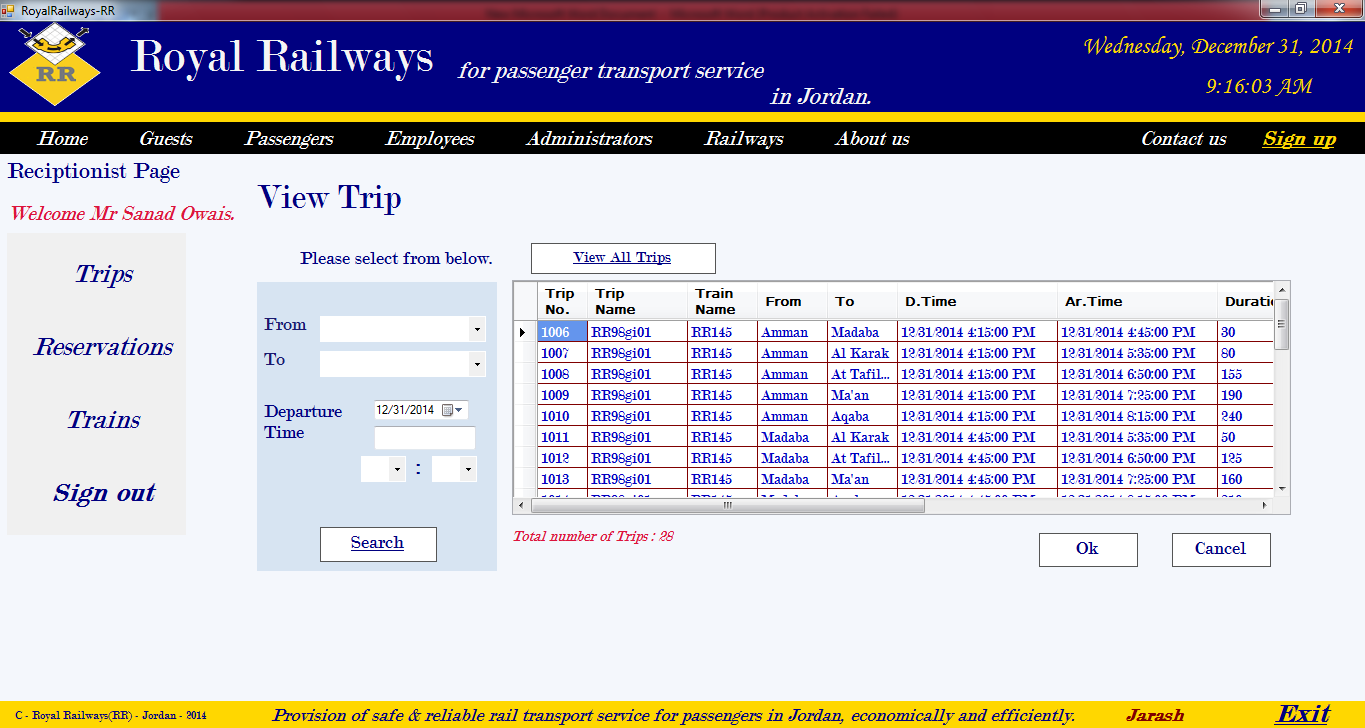 RoyalRailways-RR
RR
Royal Railways
for passenger transport service
in Jordan.
Wednesday, December 31, 2014
9:16:03 AM
Home Guests Passengers Employees Administrators Railways About us Contact us Sign up
Reciptionist Page
Welcome Mr Sanad Owais.
Trips
Reservations
Trains
Sign out
View Trip
Please select from below.
View All Trips
From
To
Departure
Time
12/31/2014
:
Search
Trip No. Trip Name Train Name From To D.Time Ar.Time Duratio
1006 RR98gi01 RR145 Amman Madaba 12/31/2014 4:15:00 PM 12/31/2014 4:45:00 PM 30
1007 RR98gi01 RR145 Amman Al Karak 12/31/2014 4:15:00 PM 12/31/2014 5:35:00 PM 80
1008 RR98gi01 RR145 Amman At Tafil... 12/31/2014 4:15:00 PM 12/31/2014 6:50:00 PM 155
1009 RR98gi01 RR145 Amman Ma'an 12/31/2014 4:15:00 PM 12/31/2014 7:25:00 PM 190
1010 RR98gi01 RR145 Amman Aqaba 12/31/2014 4:15:00 PM 12/31/2014 8:15:00 PM 240
1011 RR98gi01 RR145 Madaba Al Karak 12/31/2014 4:45:00 PM 12/31/2014 5:35:00 PM 50
1012 RR98gi01 RR145 Madaba At Tafil... 12/31/2014 4:45:00 PM 12/31/2014 6:50:00 PM 125
1013 RR98gi01 RR145 Madaba Ma'an 12/31/2014 4:45:00 PM 12/31/2014 7:25:00 PM 160
Total number of Trips : 28
Ok
Cancel
C - Royal Railways(RR) - Jordan - 2014
Provision of safe & reliable rail transport service for passengers in Jordan, economically and efficiently.
Jarash
Exit